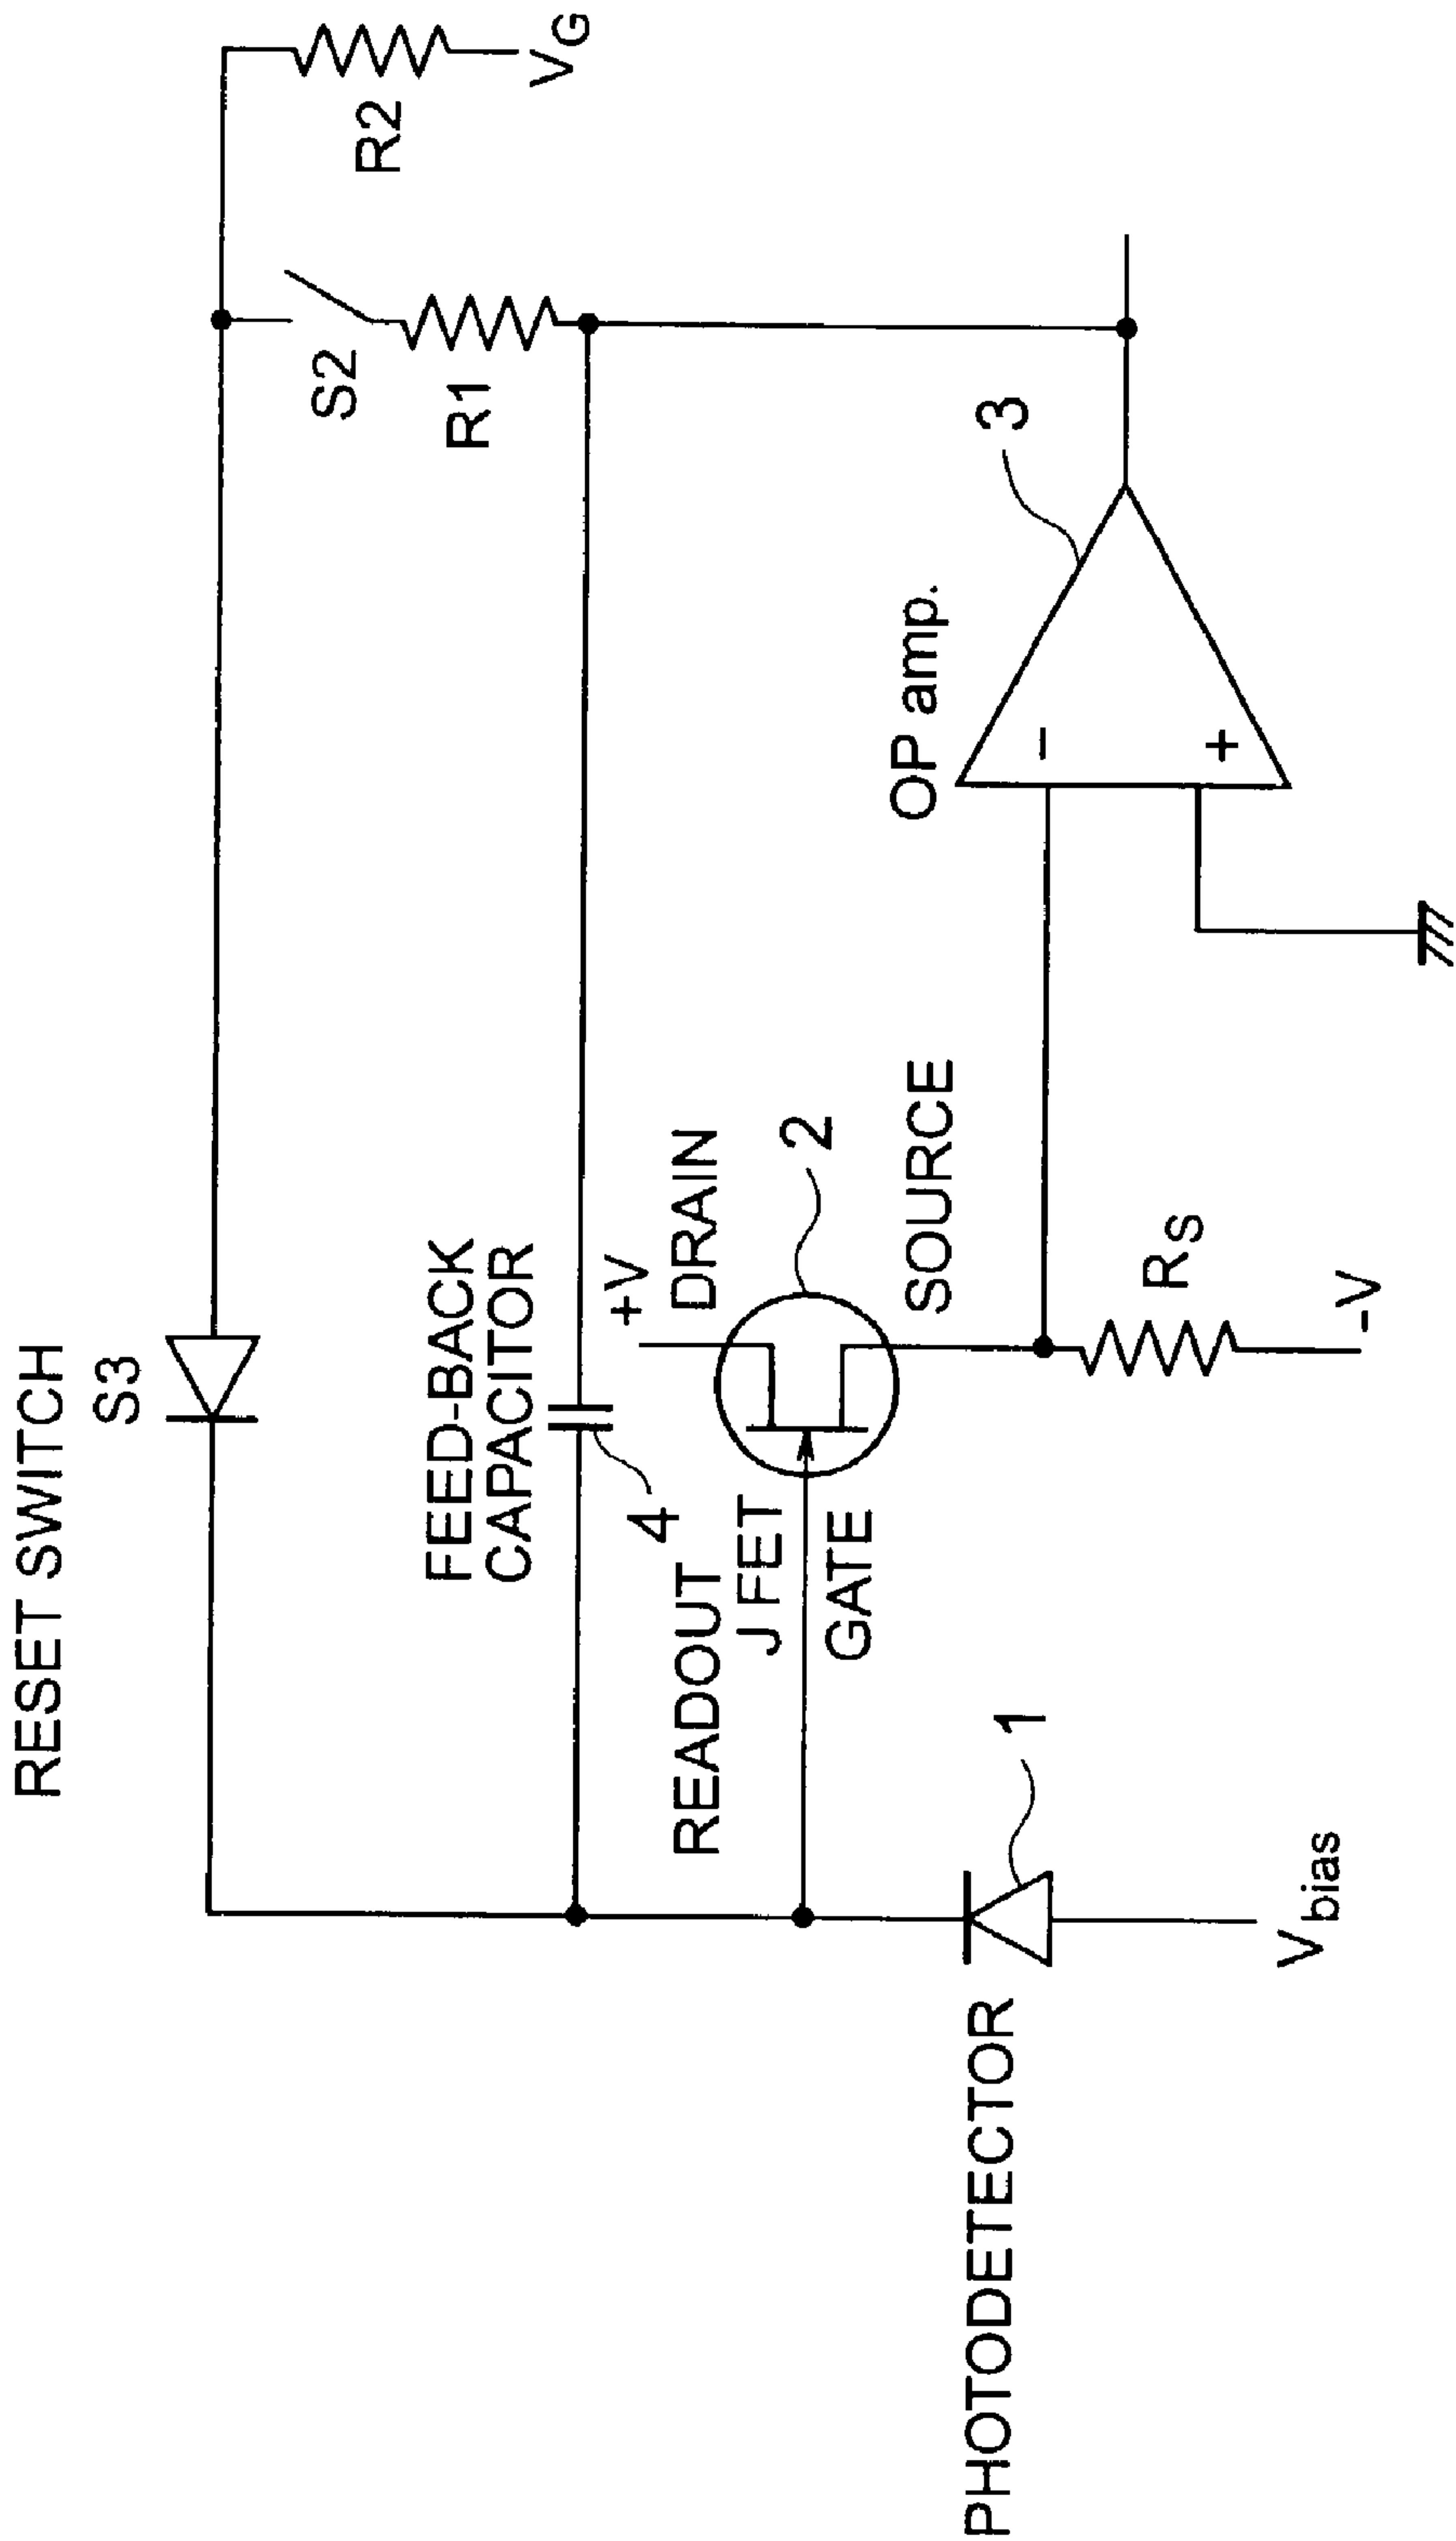 RESET SWITCH
S3
FEED-BACK
CAPACITOR
4
S2
R1
R2
VG
READOUT
J FET
GATE
+V
DRAIN
2
SOURCE
RS
-V
OP amp.
3
-
+
PHOTODETECTOR
1
Vbias